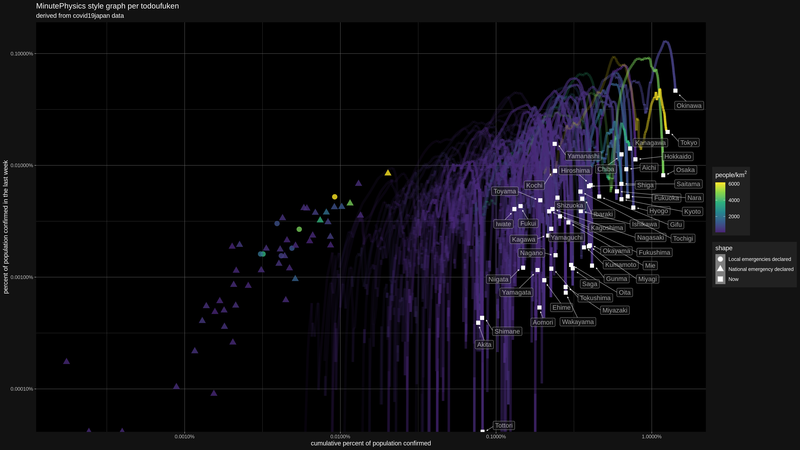 MinutePhysics style graph per todoufuken
derived from covid19japan data
0.10000%
0.01000%
0.00100%
0.00010%
percent of population confirmed in the last week
0.0010%
0.0100%
0.1000%
1.0000%
cumulative percent of population confirmed
Okinawa
Tokyo
Kanagawa
Hokkaido
Yamanashi
Chiba
Aichi
Osaka
Hiroshima
Kochi
Shiga
Saitama
Toyama
Fukuoka
Nara
Shizuoka
Ibaraki
Hyogo
Kyoto
Iwate
Fukui
Kagoshima
Ishikawa
Gifu
Kagawa
Yamaguchi
Nagasaki
Tochigi
Nagano
Okayama
Fukushima
Kumamoto
Mie
Niigata
Gunma
Miyagi
Saga
Yamagata
Oita
Tokushima
Ehime
Miyazaki
Aomori
Wakayama
Shimane
Akita
Tottori
people/km²
6000
4000
2000
shape
Local emergencies declared
National emergency declared
Now